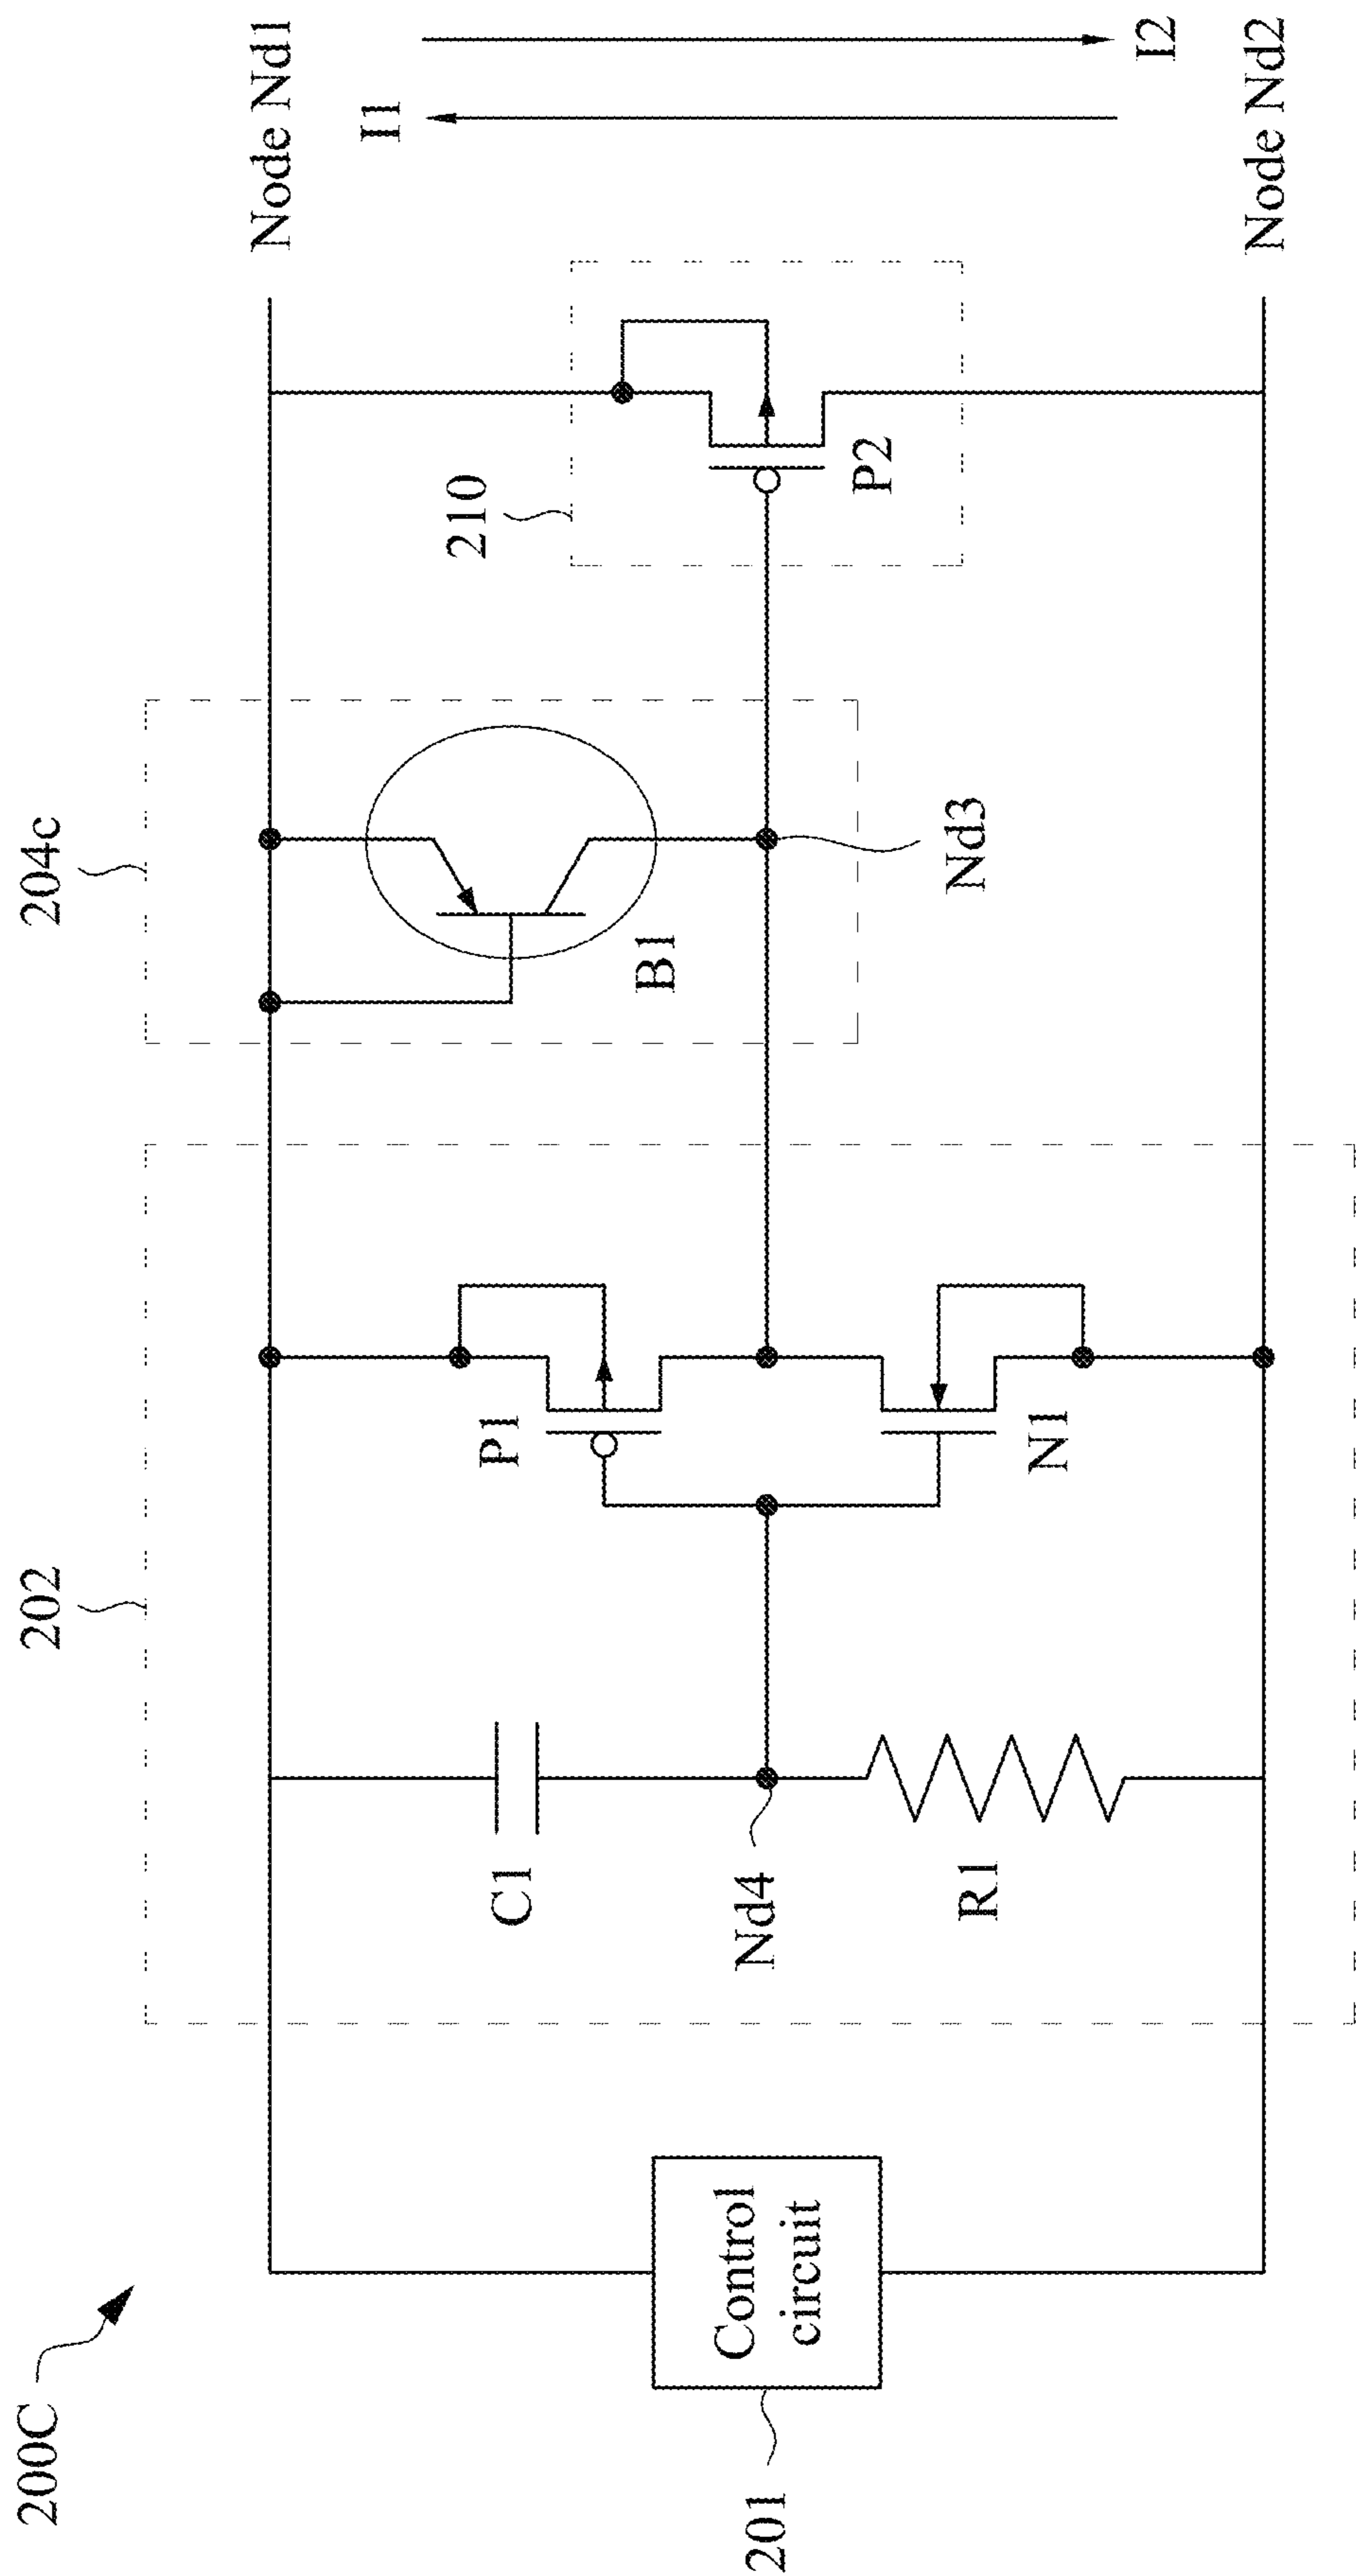 200C
202
204c
Node Nd1
I1
I2
210
C1
P1
B1
P2
Nd4
Nd3
R1
N1
Control
circuit
201
Node Nd2